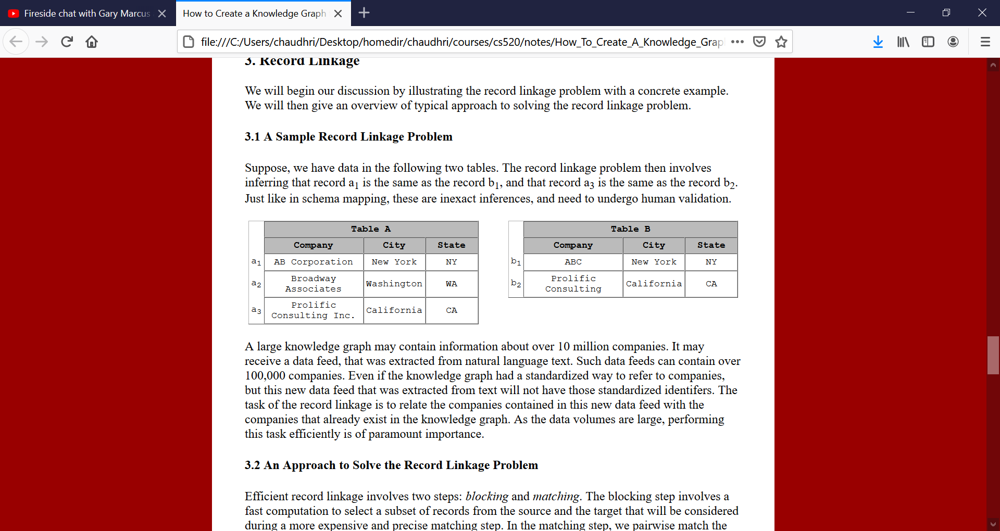 Fireside chat with Gary Marcus
How to Create a Knowledge Graph
file:///C:/Users/chaudhri/Desktop/homedir/chaudhri/courses/cs520/notes/How_To_Create_A_Knowledge_Grap
3. Record Linkage
We will begin our discussion by illustrating the record linkage problem with a concrete example.
We will then give an overview of typical approach to solving the record linkage problem.
3.1 A Sample Record Linkage Problem
Suppose, we have data in the following two tables. The record linkage problem then involves
inferring that record a₁ is the same as the record b₁, and that record a₃ is the same as the record b₂.
Just like in schema mapping, these are inexact inferences, and need to undergo human validation.
Table A
Company City State
a₁ AB Corporation New York NY
a₂ Broadway Associates Washington WA
a₃ Prolific Consulting Inc. California CA
Table B
Company City State
b₁ ABC New York NY
b₂ Prolific Consulting California CA
A large knowledge graph may contain information about over 10 million companies. It may
receive a data feed, that was extracted from natural language text. Such data feeds can contain over
100,000 companies. Even if the knowledge graph had a standardized way to refer to companies,
but this new data feed that was extracted from text will not have those standardized identifers. The
task of the record linkage is to relate the companies contained in this new data feed with the
companies that already exist in the knowledge graph. As the data volumes are large, performing
this task efficiently is of paramount importance.
3.2 An Approach to Solve the Record Linkage Problem
Efficient record linkage involves two steps: blocking and matching. The blocking step involves a
fast computation to select a subset of records from the source and the target that will be considered
during a more expensive and precise matching step. In the matching step, we pairwise match the